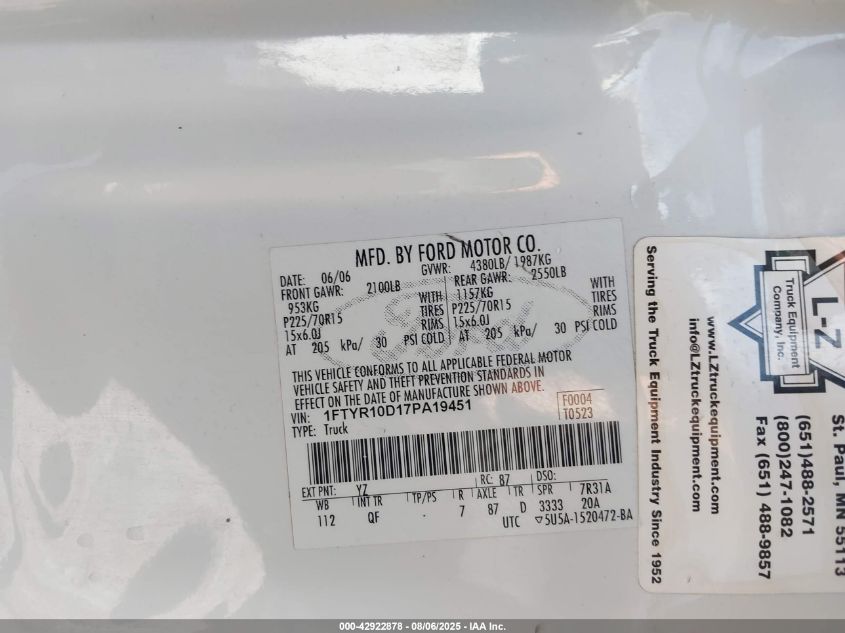 MFD. BY FORD MOTOR CO.
DATE: 06/06 GVWR: 4380LB/ 1987KG
FRONT GAWR: 2100LB REAR GAWR: 2550LB
953KG WITH 1157KG WITH
P225/70R15 TIRES P225/70R15 TIRES
15x6.0J RIMS 15x6.0J RIMS
AT 205 kPa/ 30 PSI COLD AT 205 kPa/ 30 PSI COLD
THIS VEHICLE CONFORMS TO ALL APPLICABLE FEDERAL MOTOR
VEHICLE SAFETY AND THEFT PREVENTION STANDARDS IN
EFFECT ON THE DATE OF MANUFACTURE SHOWN ABOVE.
VIN: 1FTYR10D17PA19451 F0004
TYPE: Truck T0523
EXT PNT: YZ RC: 87 DSO:
WB INT TR TP/PS R AXLE TR SPR 7R31A
112 QF . 7 87 D 3333 20A
UTC ▽5U5A-1520472-BA
Ford
L-Z
Truck Equipment
Company, Inc.
St. Paul, MN 55113
(651)488-2571
(800)247-1082
Fax (651) 488-9857
www.LZtruckequipment.com
info@LZtruckequipment.com
Serving the Truck Equipment Industry Since 1952
000-42922878 - 08/06/2025 - IAA Inc.